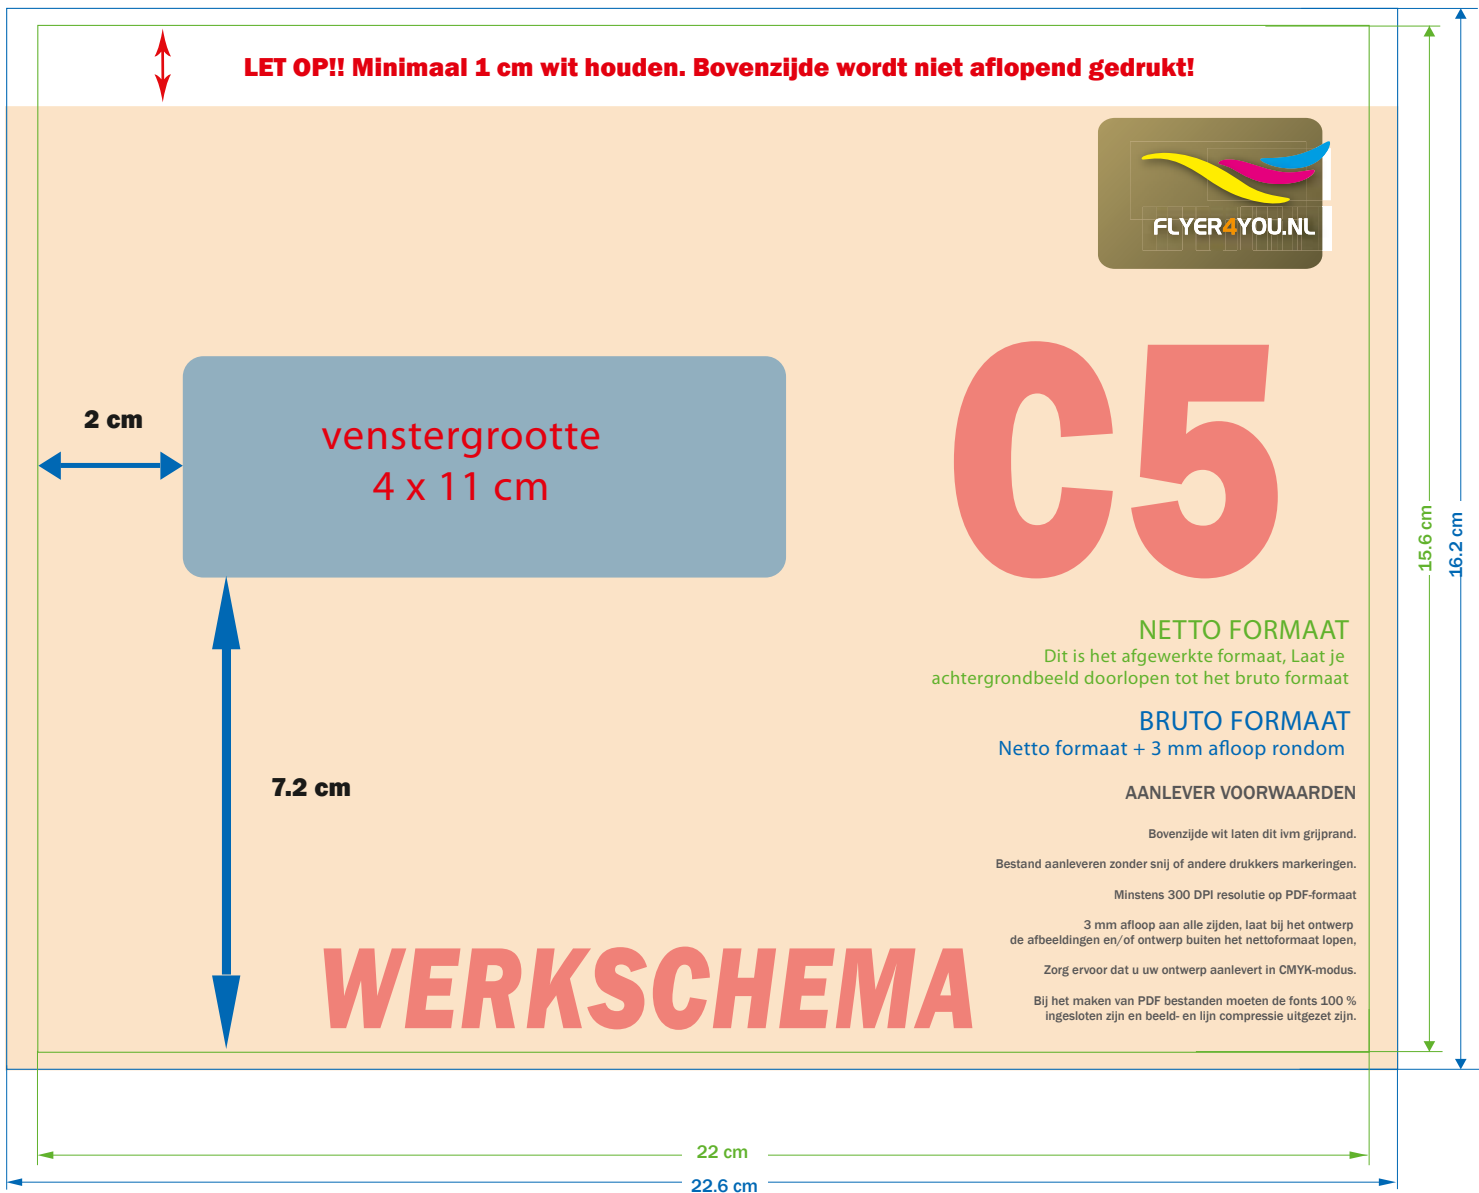 LET OP!! Minimaal 1 cm wit houden. Bovenzijde wordt niet aflopend gedrukt!
FLYER4YOU.NL
2 cm
venstergrootte
4 x 11 cm
C5
15.6 cm
16.2 cm
NETTO FORMAAT
Dit is het afgewerkte formaat, Laat je
achtergrondbeeld doorlopen tot het bruto formaat
BRUTO FORMAAT
Netto formaat + 3 mm afloop rondom
7.2 cm
AANLEVER VOORWAARDEN
Bovenzijde wit laten dit ivm grijprand.
Bestand aanleveren zonder snij of andere drukkers markeringen.
Minstens 300 DPI resolutie op PDF-formaat
3 mm afloop aan alle zijden, laat bij het ontwerp
de afbeeldingen en/of ontwerp buiten het nettoformaat lopen,
Zorg ervoor dat u uw ontwerp aanlevert in CMYK-modus.
Bij het maken van PDF bestanden moeten de fonts 100 %
ingesloten zijn en beeld- en lijn compressie uitgezet zijn.
WERKSCHEMA
22 cm
22.6 cm